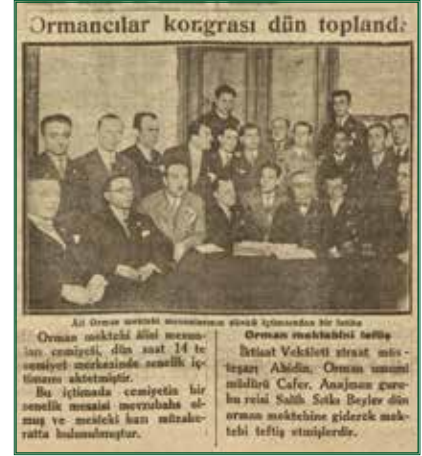 Ormancılar kongrası dün toplandı
Âli Orman mektebi mezunlarının dünkü içtimaından bir intiba
Orman mektebi âlisi mezun-
ları cemiyeti, dün saat 14 te
cemiyet merkezinde senelik iç-
timaını aktetmiştir.
Bu içtimada cemiyetin bir
senelik mesaisi mevzubahs ol-
muş ve mesleki bazı müzake-
ratta bulunulmuştur.
Orman mektebini teftiş
İktisat Vekâleti ziraat müs-
teşarı Abidin, Orman umumi
müdürü Cafer, Anajman guru-
bu reisi Salih Sıtkı Beyler dün
orman mektebine giderek mek-
tebi teftiş etmişlerdir.